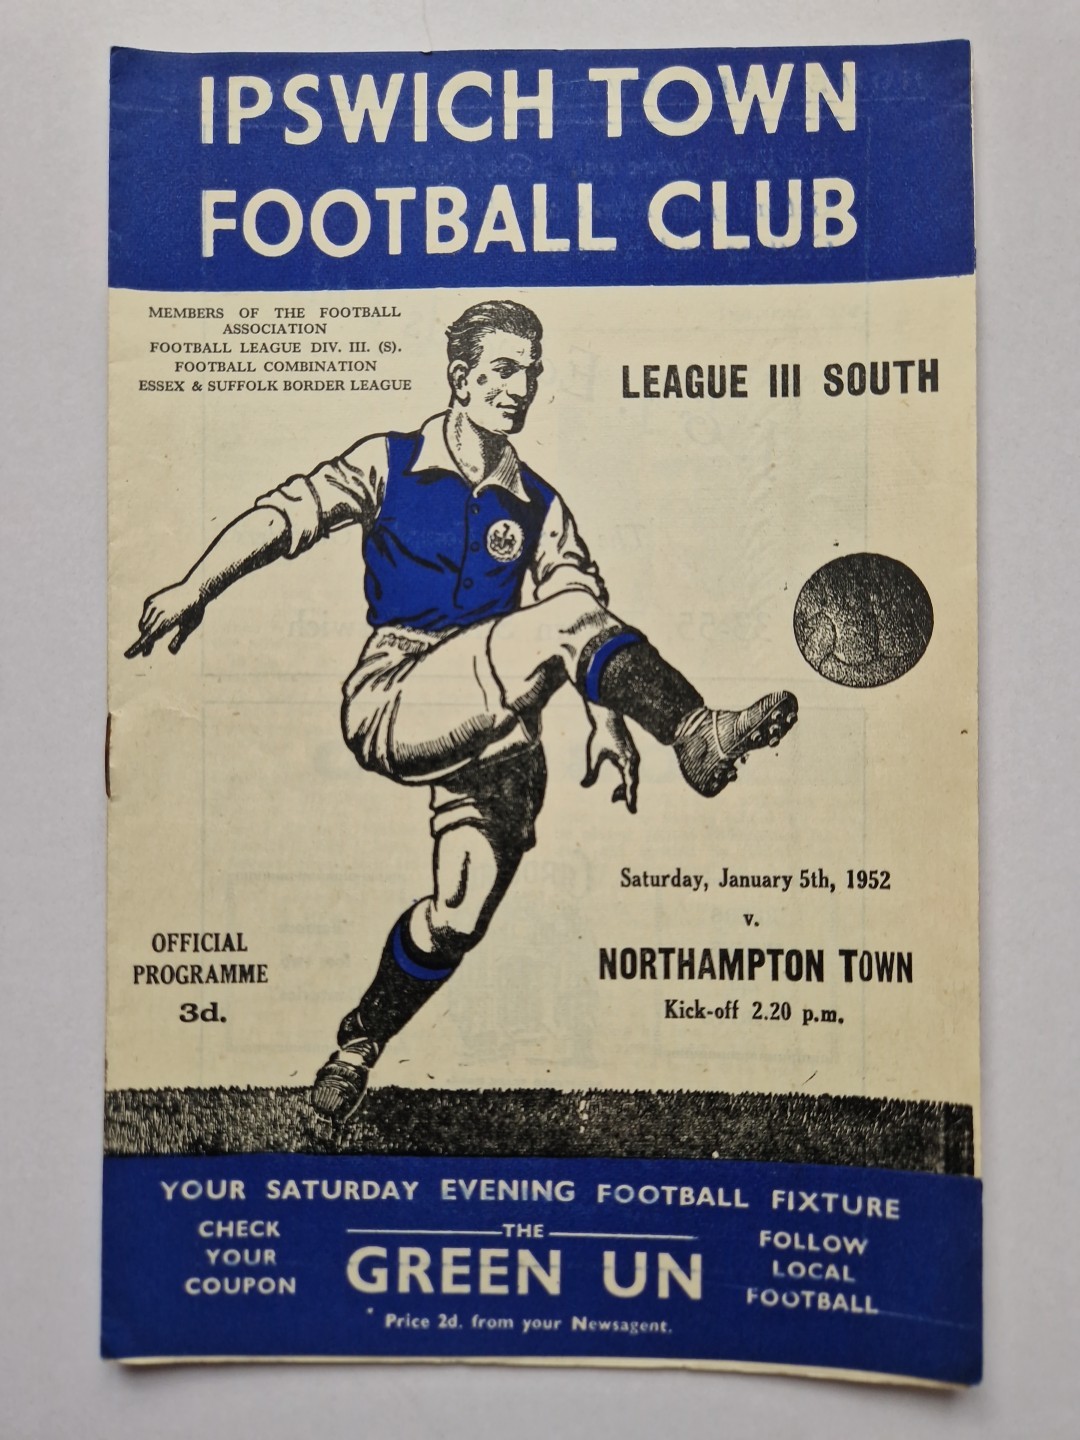 IPSWICH TOWN
FOOTBALL CLUB
MEMBERS OF THE FOOTBALL
ASSOCIATION
FOOTBALL LEAGUE DIV. III. (S).
FOOTBALL COMBINATION
ESSEX & SUFFOLK BORDER LEAGUE
LEAGUE III SOUTH
Saturday, January 5th, 1952
v.
NORTHAMPTON TOWN
Kick-off 2.20 p.m.
OFFICIAL
PROGRAMME
3d.
YOUR SATURDAY EVENING FOOTBALL FIXTURE
CHECK
YOUR
COUPON
THE
GREEN UN
Price 2d. from your Newsagent.
FOLLOW
LOCAL
FOOTBALL